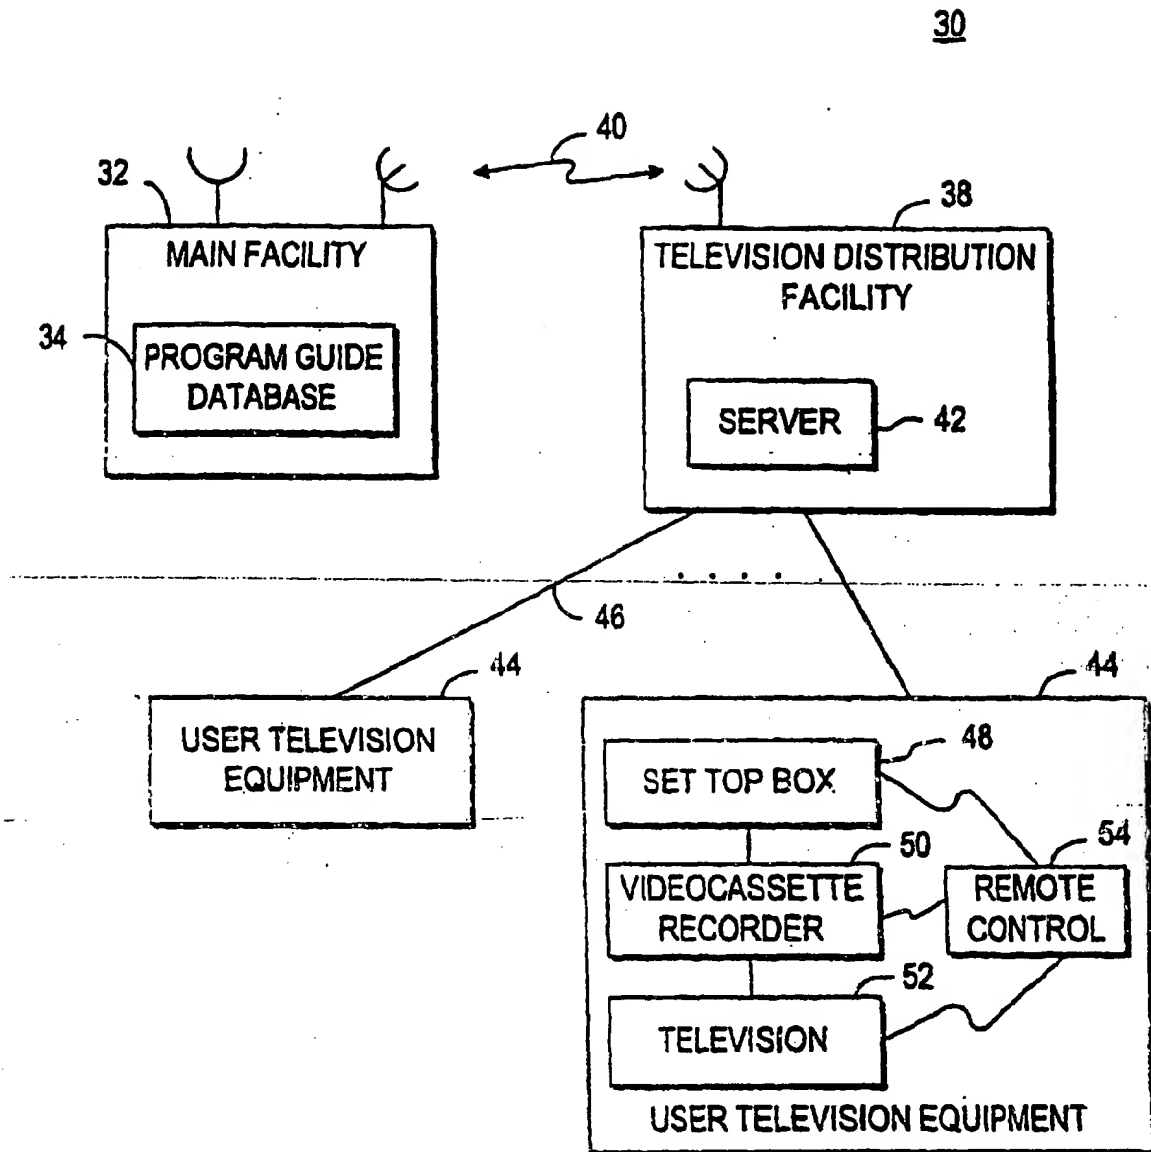 30
40
32
38
MAIN FACILITY
TELEVISION DISTRIBUTION
FACILITY
34
PROGRAM GUIDE
DATABASE
SERVER
42
46
44
44
USER TELEVISION
EQUIPMENT
48
SET TOP BOX
50
54
VIDEOCASSETTE
RECORDER
REMOTE
CONTROL
52
TELEVISION
USER TELEVISION EQUIPMENT